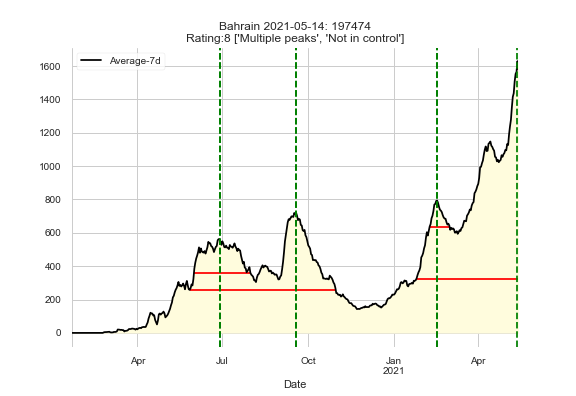 Bahrain 2021-05-14: 197474
Rating:8 ['Multiple peaks', 'Not in control']
Average-7d
1600
1400
1200
1000
800
600
400
200
0
Apr
Jul
Oct
Jan
2021
Apr
Date